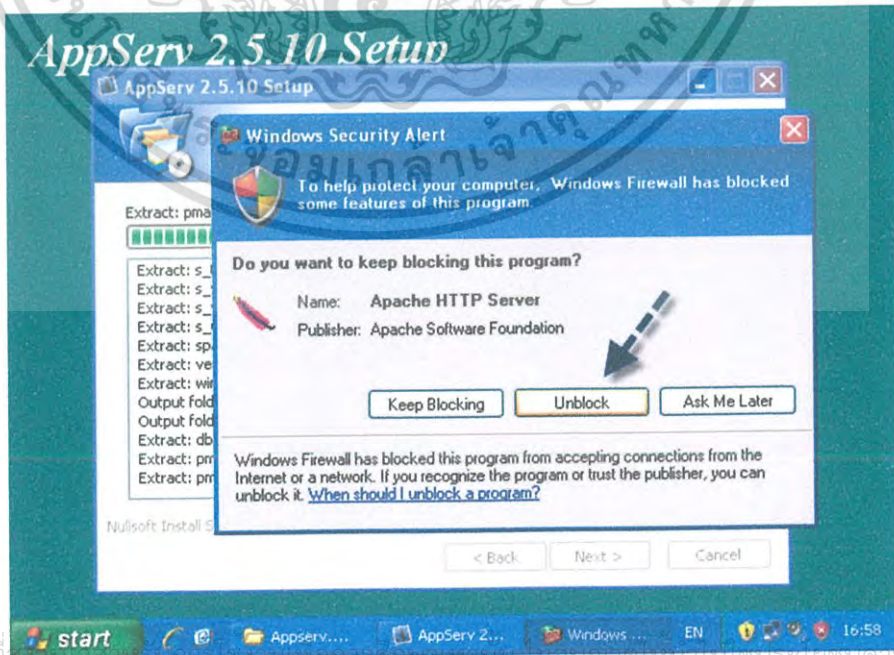 AppServ 2.5.10 Setup
AppServ 2.5.10 Setup
Windows Security Alert
To help protect your computer, Windows Firewall has blocked
some features of this program.
Extract: pma
Do you want to keep blocking this program?
Extract: s_
Extract: s_
Extract: s_
Extract: s_
Extract: sp
Extract: ve
Extract: wir
Output fold
Output fold
Extract: db
Extract: pm
Extract: pm
Name: Apache HTTP Server
Publisher: Apache Software Foundation
Keep Blocking
Unblock
Ask Me Later
Windows Firewall has blocked this program from accepting connections from the
Internet or a network. If you recognize the program or trust the publisher, you can
unblock it. When should I unblock a program?
Nullsoft Install S
< Back
Next >
Cancel
start
Appserv....
AppServ 2...
Windows ...
EN
16:58